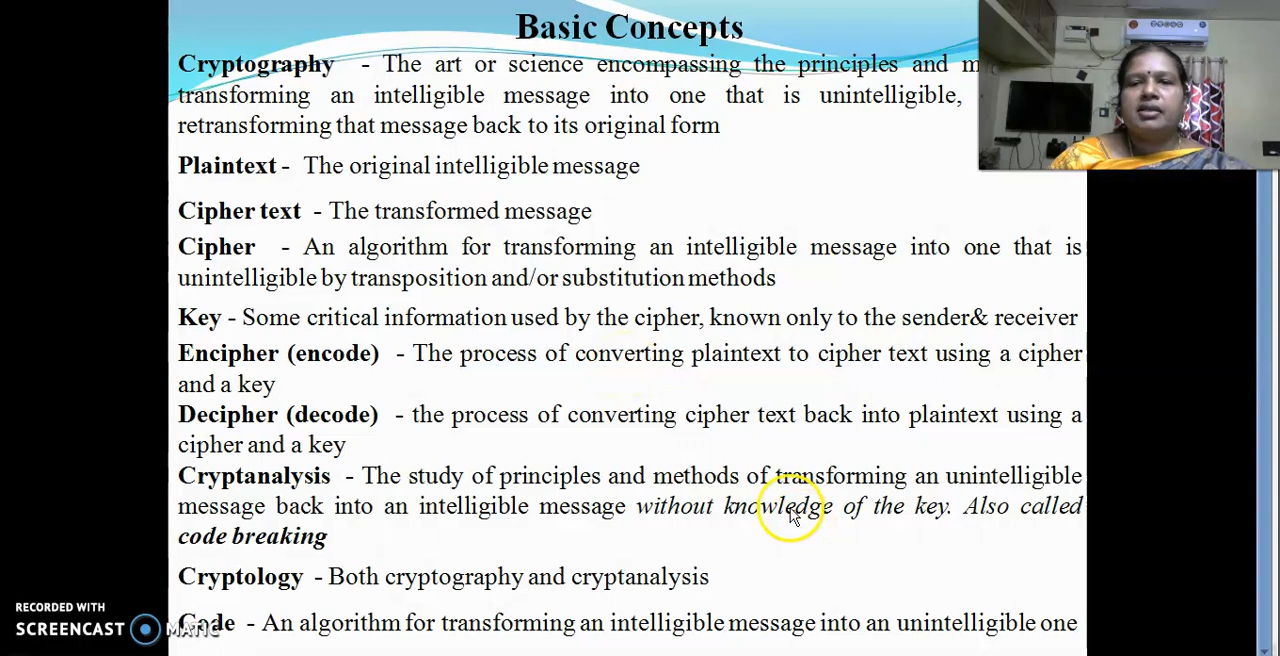 Basic Concepts
Cryptography - The art or science encompassing the principles and
transforming an intelligible message into one that is unintelligible,
retransforming that message back to its original form
Plaintext - The original intelligible message
Cipher text - The transformed message
Cipher - An algorithm for transforming an intelligible message into one that is
unintelligible by transposition and/or substitution methods
Key - Some critical information used by the cipher, known only to the sender& receiver
Encipher (encode) - The process of converting plaintext to cipher text using a cipher
and a key
Decipher (decode) - the process of converting cipher text back into plaintext using a
cipher and a key
Cryptanalysis - The study of principles and methods of transforming an unintelligible
message back into an intelligible message without knowledge of the key. Also called
code breaking
Cryptology - Both cryptography and cryptanalysis
Code - An algorithm for transforming an intelligible message into an unintelligible one
RECORDED WITH
SCREENCAST MATIC